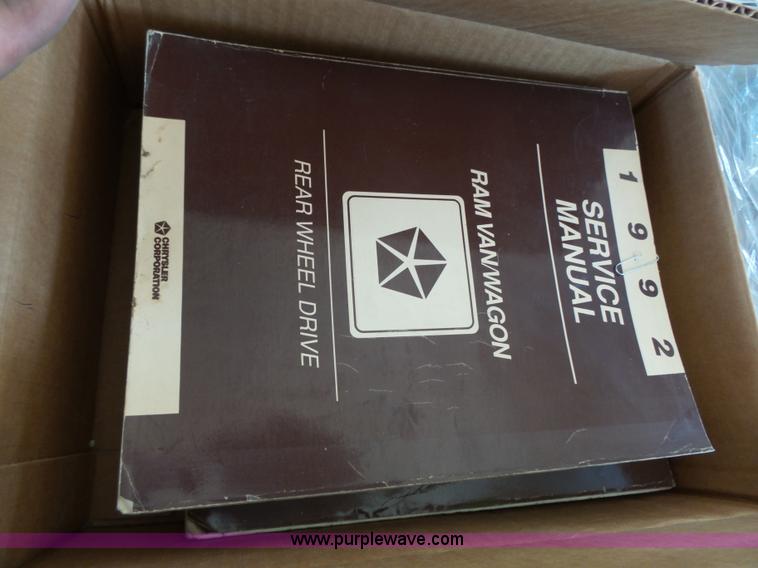 1992
SERVICE
MANUAL
RAM VAN/WAGON
REAR WHEEL DRIVE
CHRYSLER
CORPORATION
www.purplewave.com